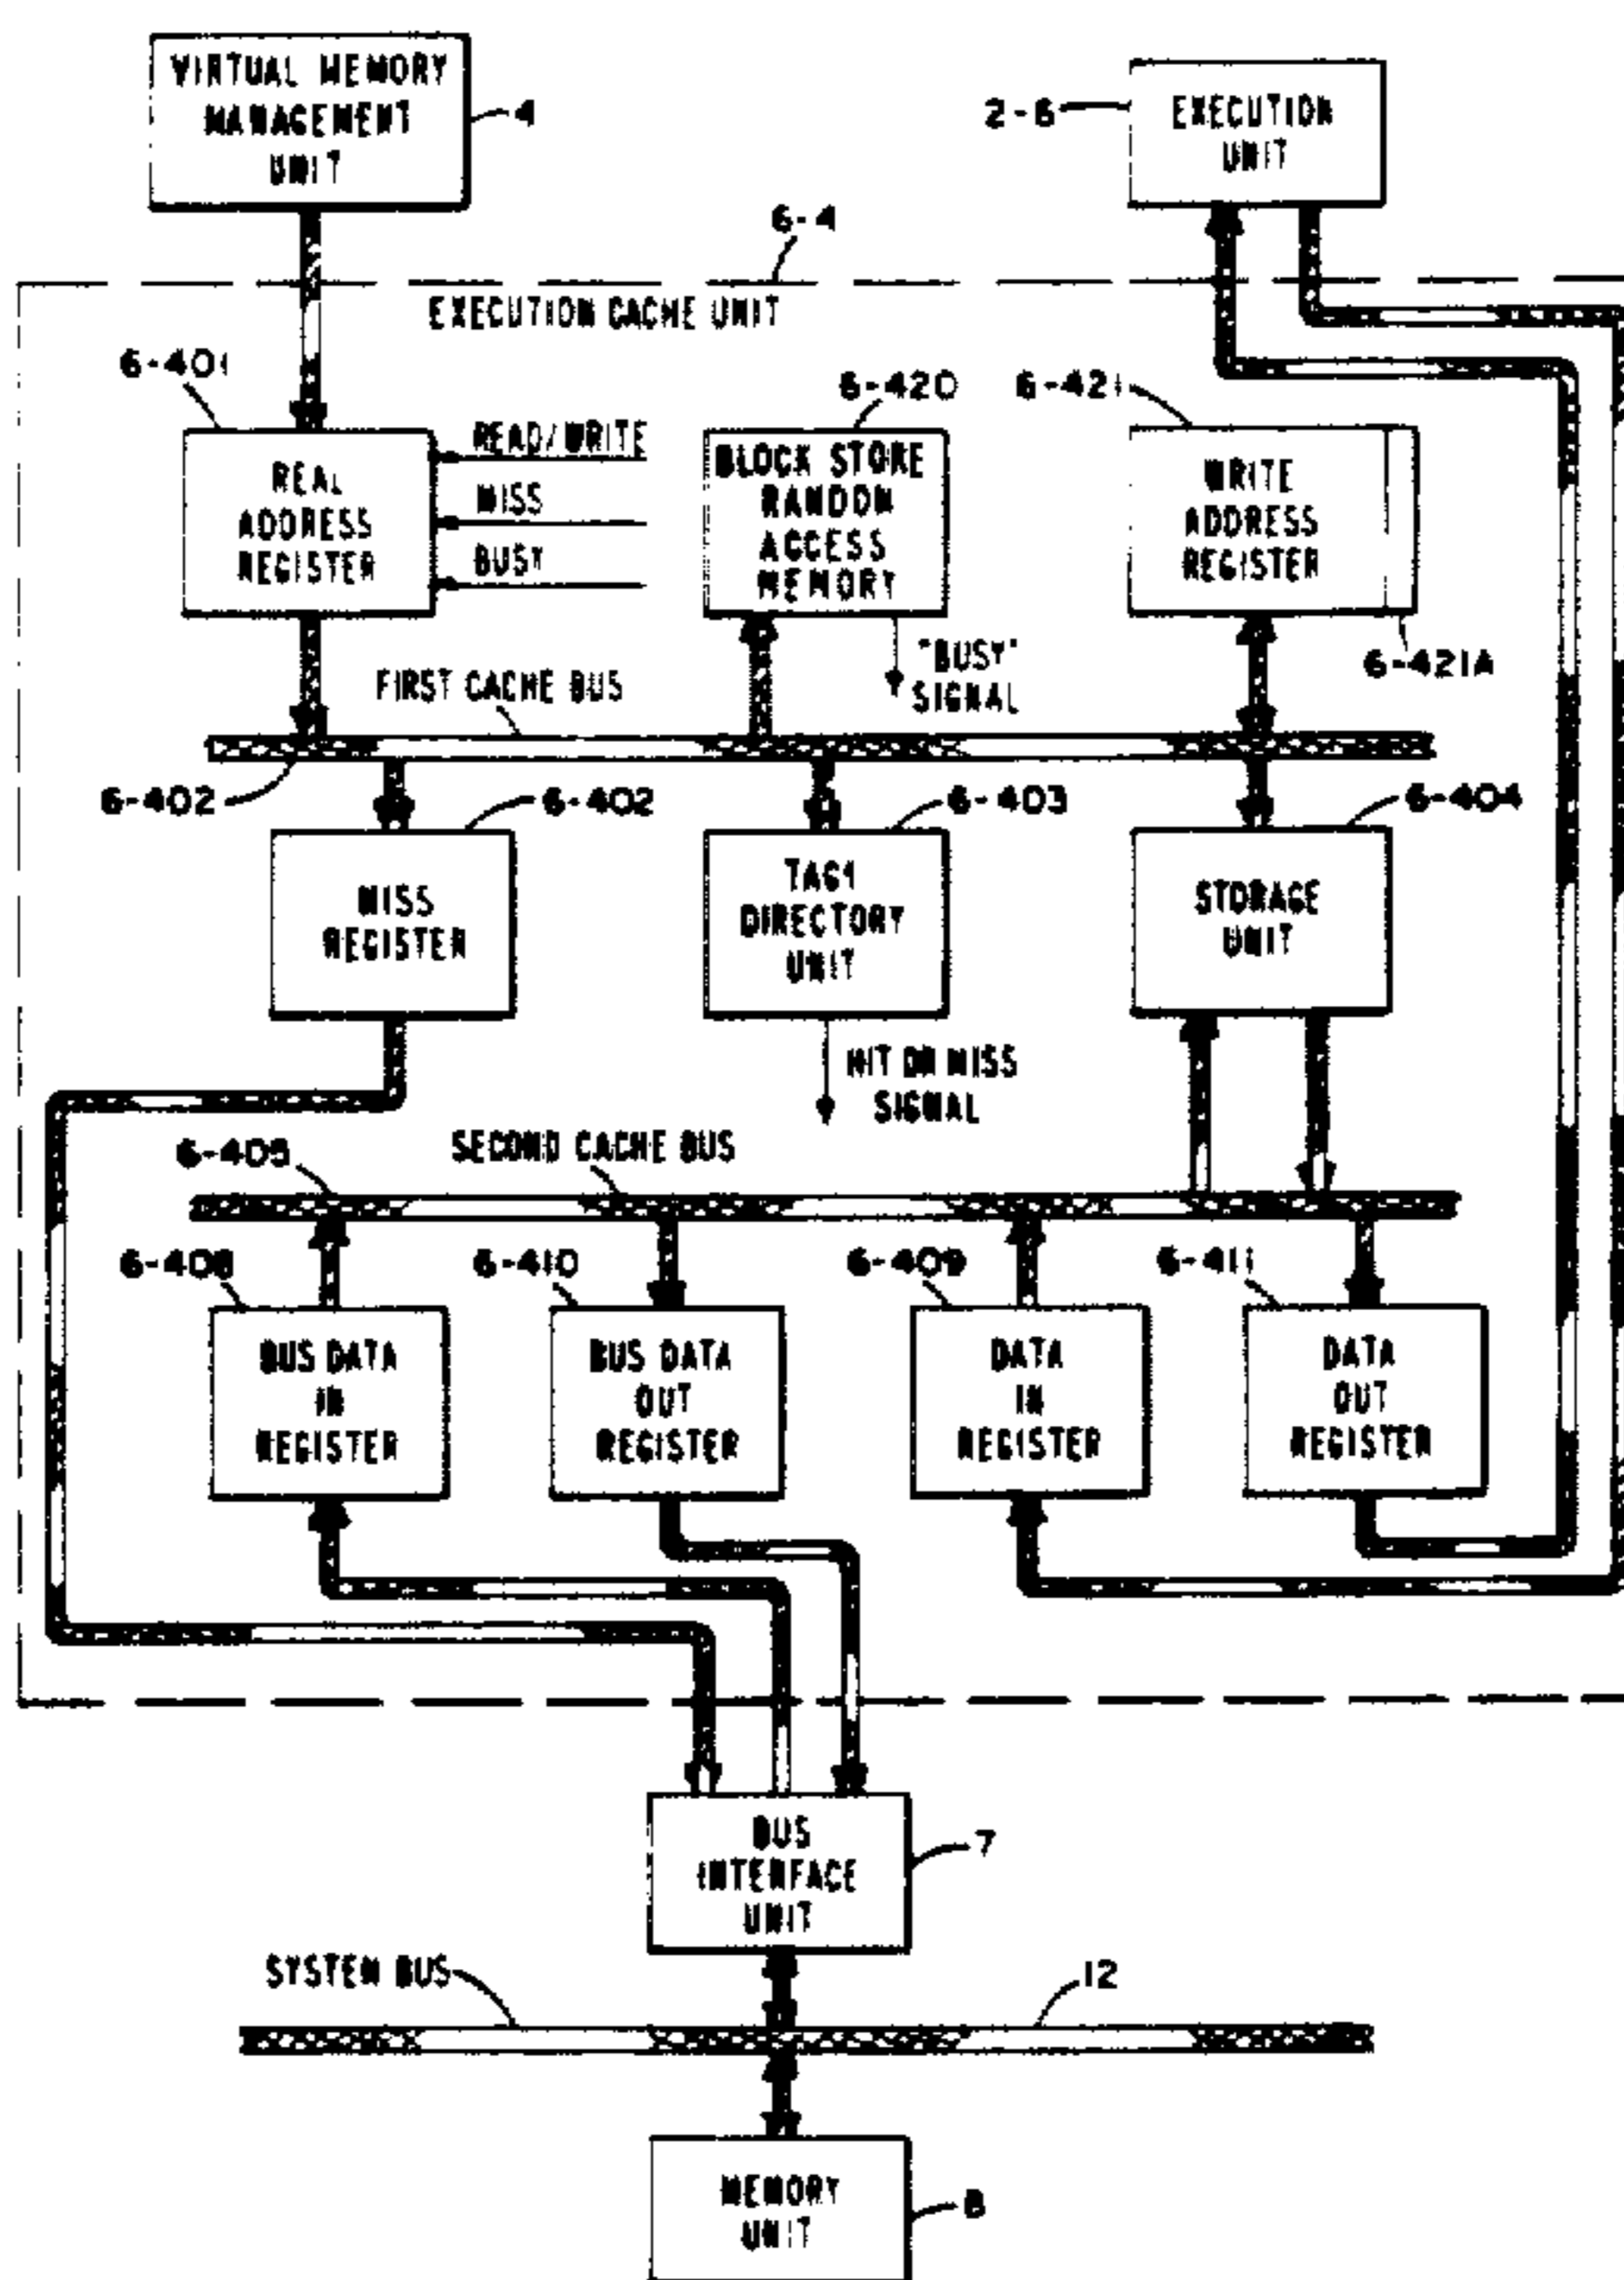 VIRTUAL MEMORY
MANAGEMENT
UNIT
4
2-6
EXECUTION
UNIT
6-4
EXECUTION CACHE UNIT
6-401
REAL
ADDRESS
REGISTER
READ/WRITE
MISS
BUSY
6-420
BLOCK STORE
RANDOM
ACCESS
MEMORY
"BUSY"
SIGNAL
6-421
WRITE
ADDRESS
REGISTER
6-421A
FIRST CACHE BUS
6-402
6-402
MISS
REGISTER
6-403
TAG1
DIRECTORY
UNIT
HIT OR MISS
SIGNAL
6-404
STORAGE
UNIT
6-405
SECOND CACHE BUS
6-408
BUS DATA
IN
REGISTER
6-410
BUS DATA
OUT
REGISTER
6-409
DATA
IN
REGISTER
6-411
DATA
OUT
REGISTER
BUS
INTERFACE
UNIT
7
SYSTEM BUS
12
MEMORY
UNIT
8